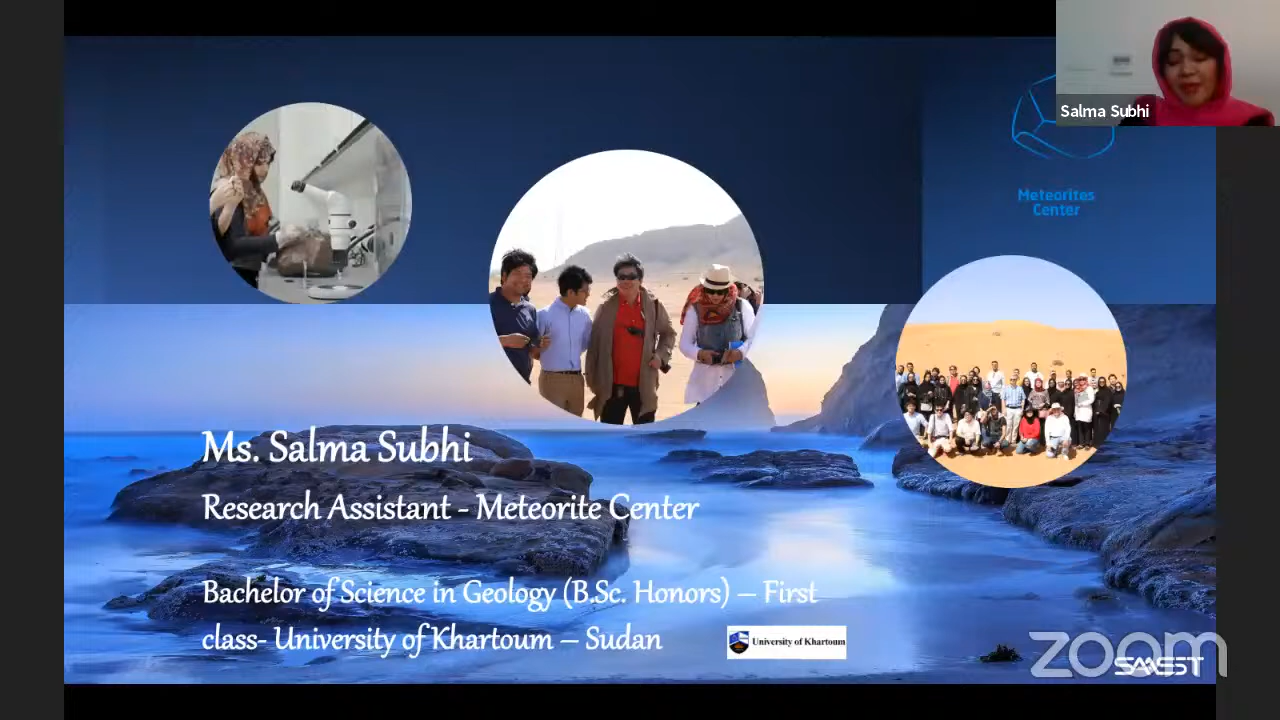 Salma Subhi
Meteorites
Center
Ms. Salma Subhi
Research Assistant - Meteorite Center
Bachelor of Science in Geology (B.Sc. Honors) – First
class- University of Khartoum – Sudan
University of Khartoum
zoom
SAASST